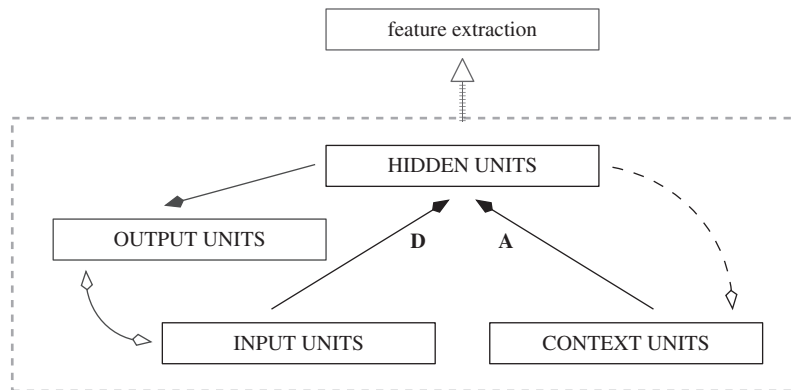 feature extraction
HIDDEN UNITS
OUTPUT UNITS
D
A
INPUT UNITS
CONTEXT UNITS